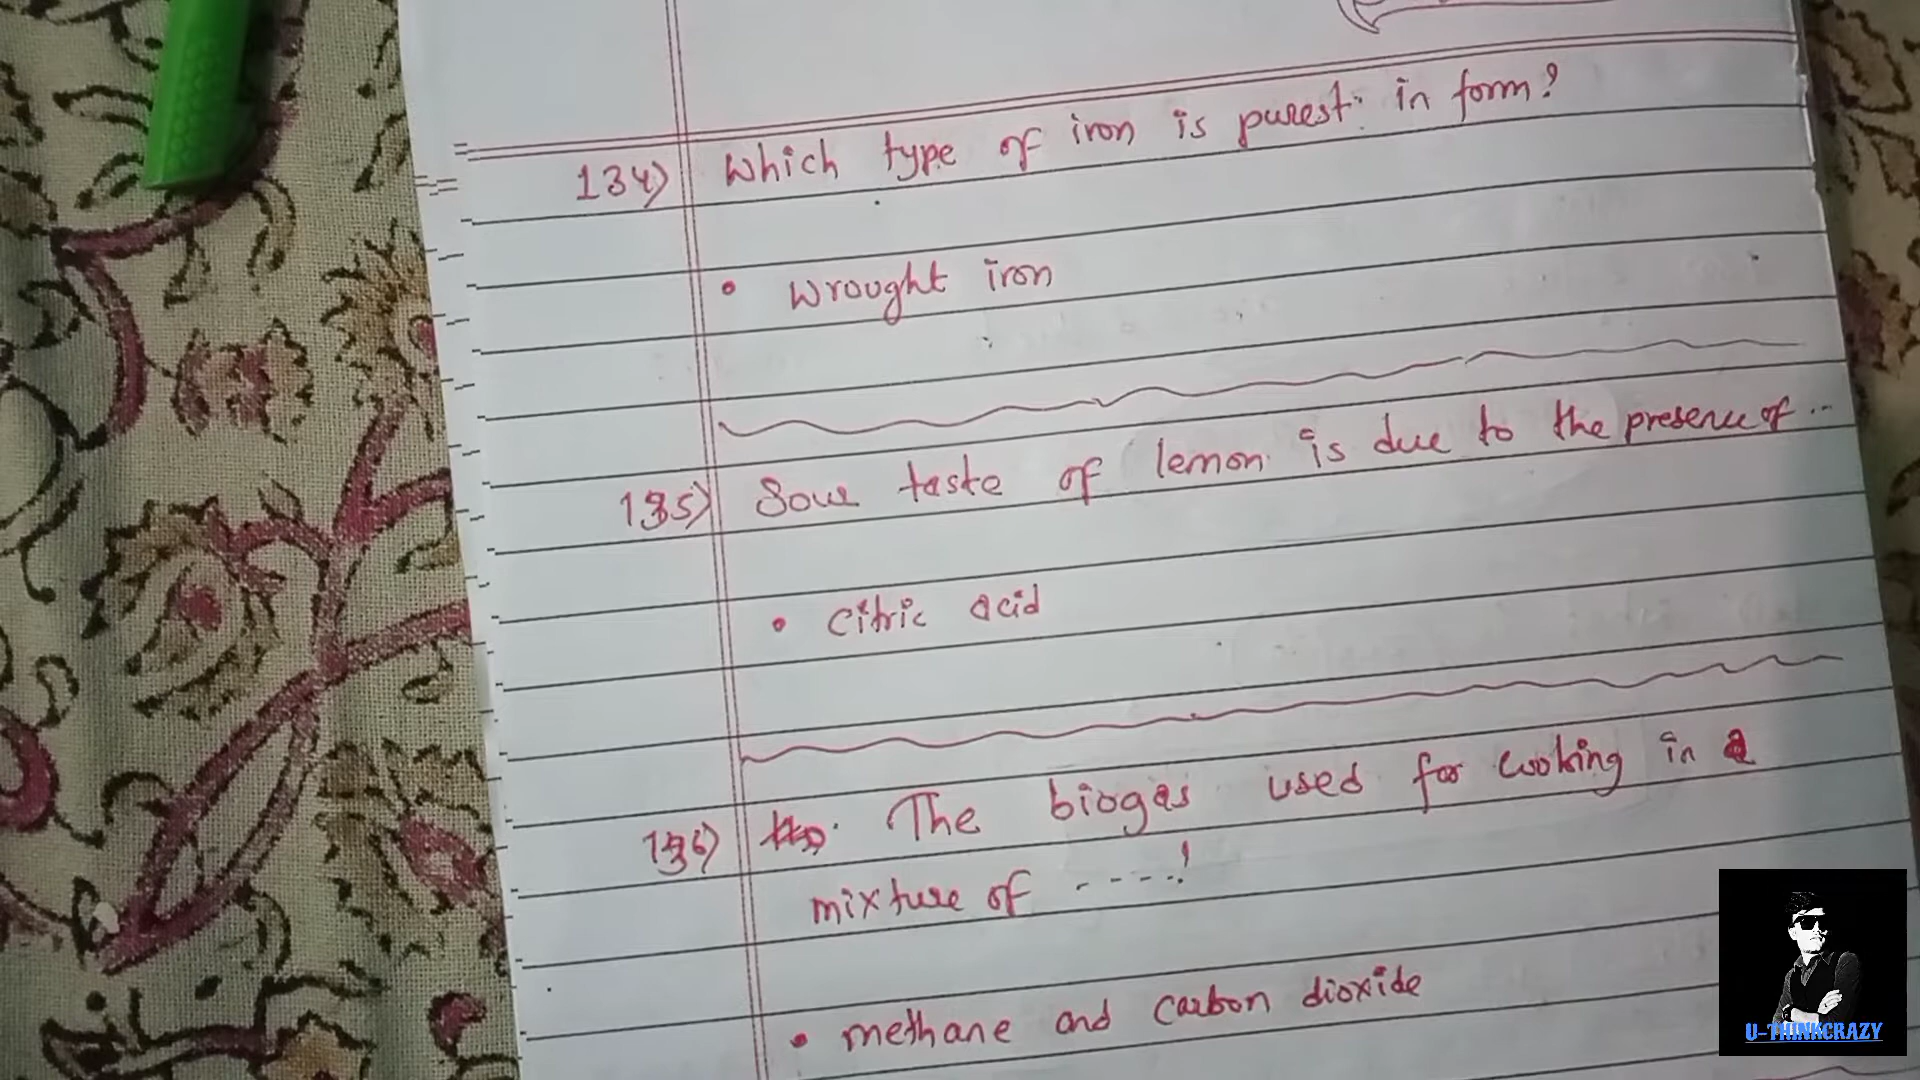 134) Which type of iron is purest in form?
• Wrought iron
135) Sour taste of lemon is due to the presence of ..
• Citric acid
136) The biogas used for cooking in a
mixture of ----!
• methane and carbon dioxide
U-THINKCRAZY